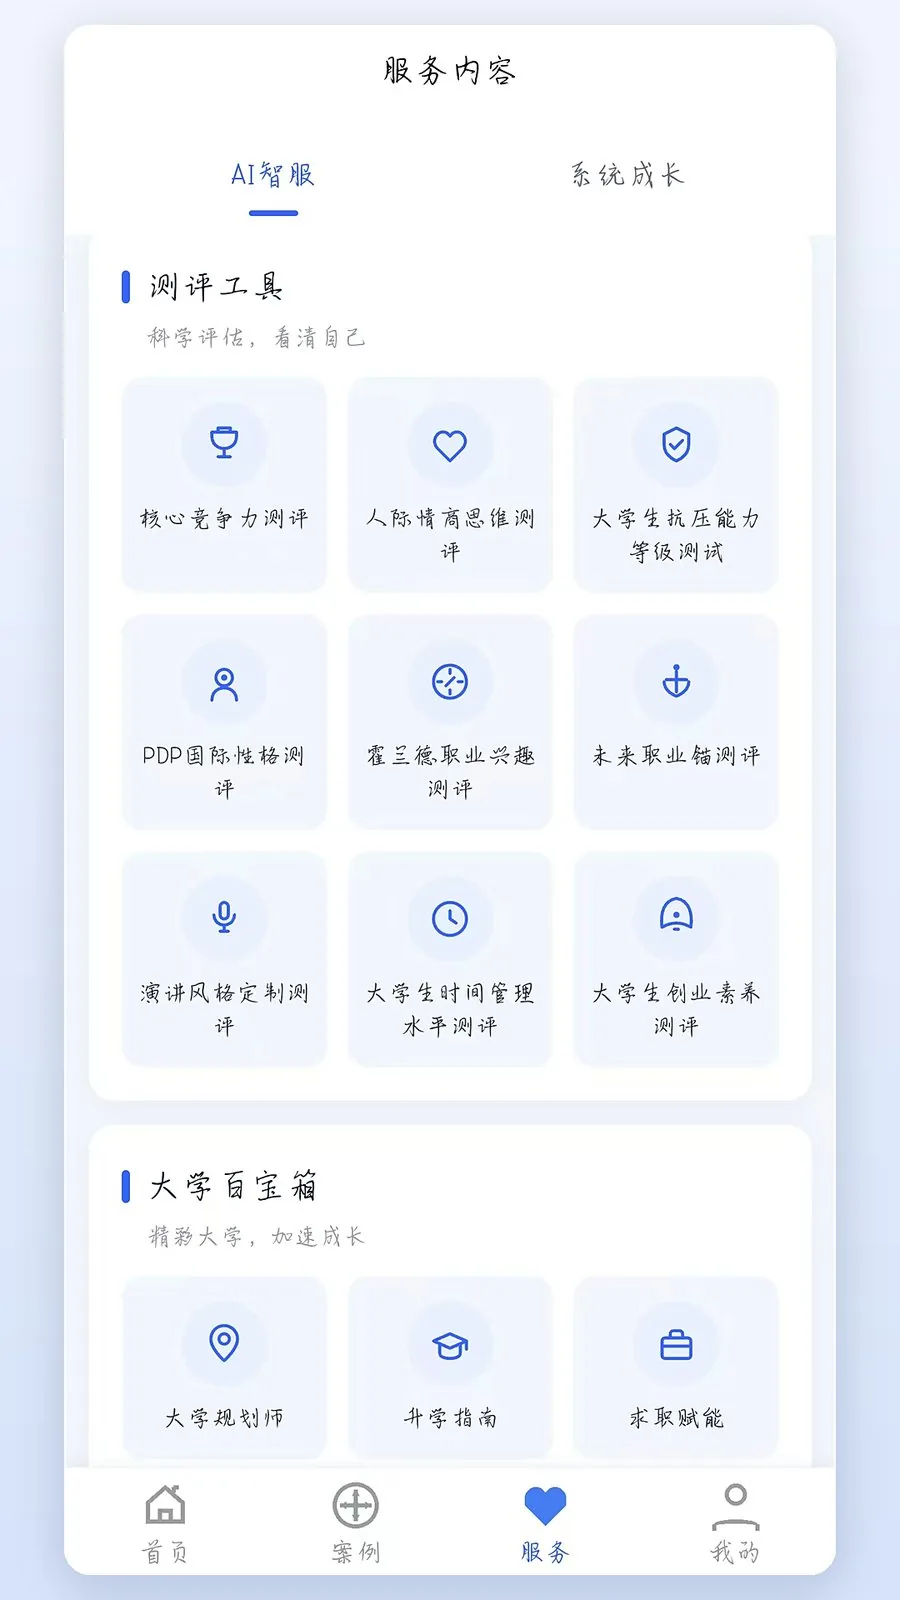 服务内容
AI智服
系统成长
测评工具
科学评估，看清自己
核心竞争力测评
人际情商思维测
评
大学生抗压能力
等级测试
PDP国际性格测
评
霍兰德职业兴趣
测评
未来职业锚测评
演讲风格定制测
评
大学生时间管理
水平测评
大学生创业素养
测评
大学百宝箱
精彩大学，加速成长
大学规划师
升学指南
求职赋能
首页
案例
服务
我的